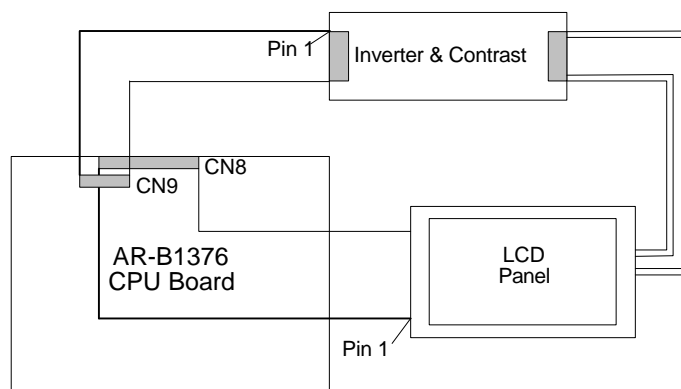 Pin 1
Inverter & Contrast
CN8
CN9
AR-B1376
CPU Board
LCD
Panel
Pin 1